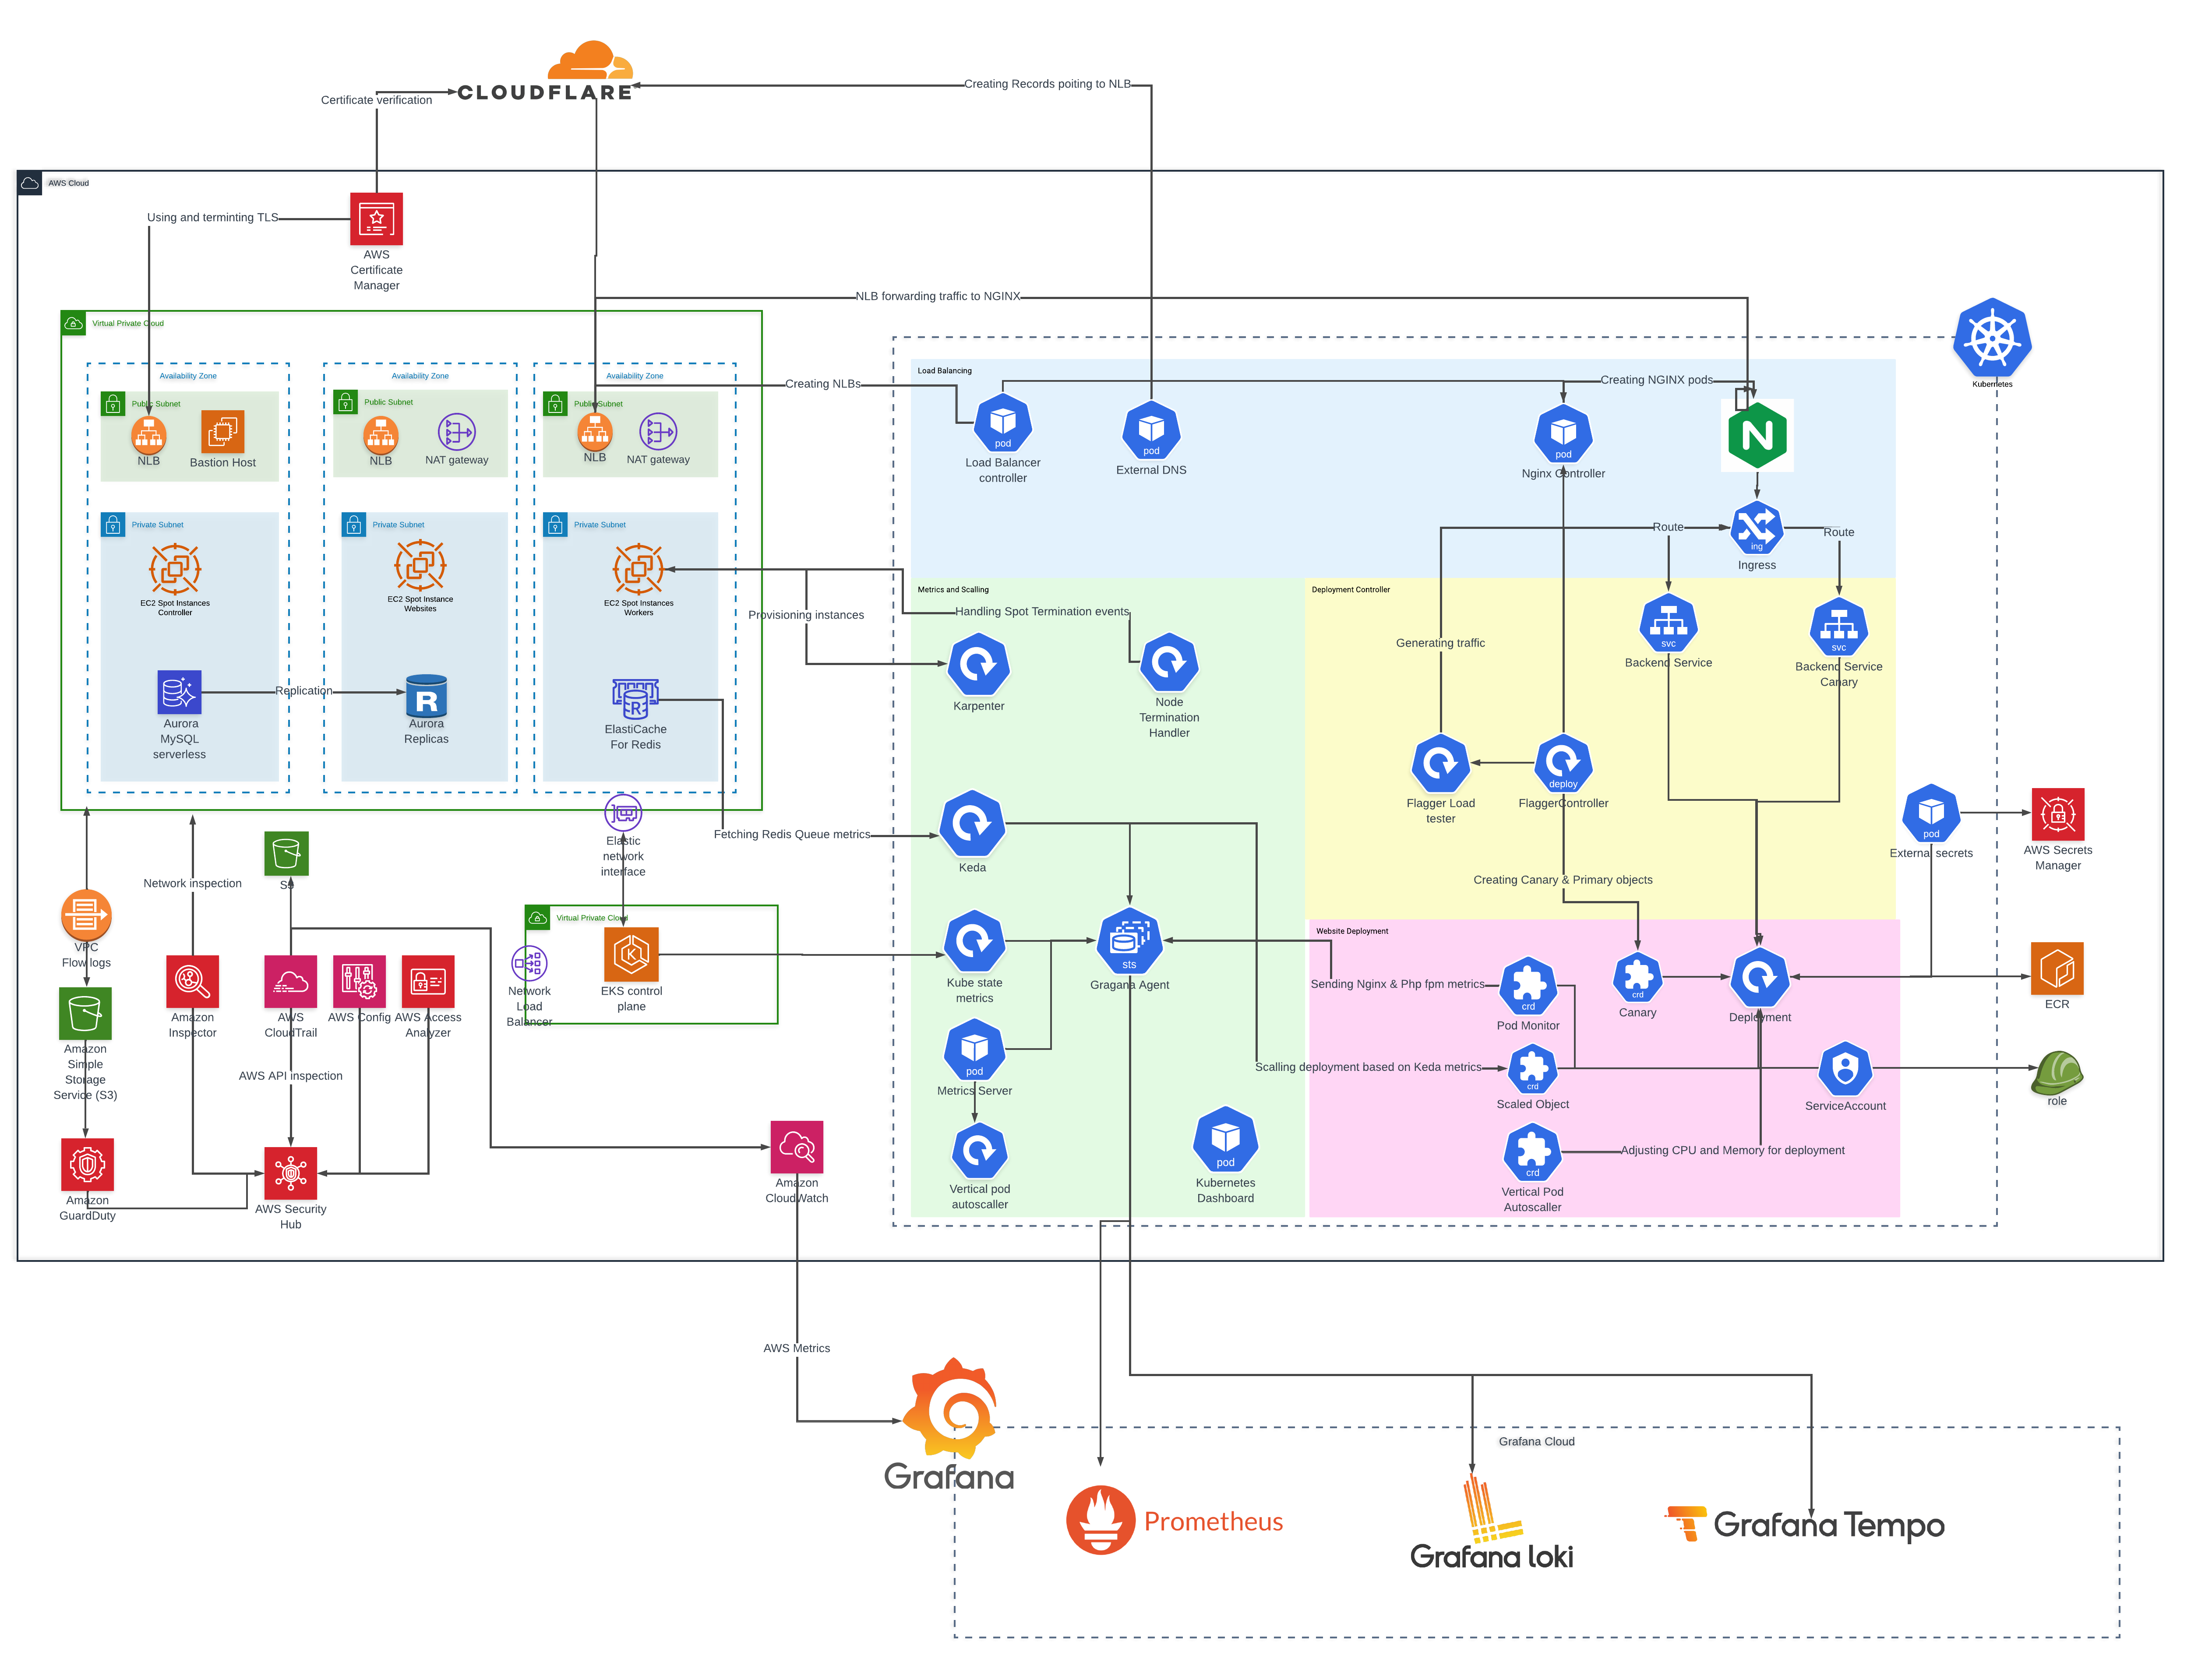 CLOUDFLARE
Certificate verification
Creating Records poiting to NLB
AWS Cloud
Using and terminting TLS
AWS
Certificate
Manager
NLB forwarding traffic to NGINX
Virtual Private Cloud
Availability Zone
Availability Zone
Availability Zone
Public Subnet
Public Subnet
Public Subnet
NLB
Bastion Host
NLB
NAT gateway
NLB
NAT gateway
Private Subnet
Private Subnet
Private Subnet
EC2 Spot Instances
Controller
EC2 Spot Instance
Websites
EC2 Spot Instances
Workers
Aurora
MySQL
serverless
Replication
R
Aurora
Replicas
R
ElastiCache
For Redis
Kubernetes
Load Balancing
Creating NLBs
pod
Load Balancer
controller
pod
External DNS
pod
Nginx Controller
Creating NGINX pods
N
Route
ing
Ingress
Route
Metrics and Scalling
Handling Spot Termination events
Provisioning instances
Karpenter
Node
Termination
Handler
Fetching Redis Queue metrics
Keda
Kube state
metrics
sts
Gragana Agent
pod
Metrics Server
Vertical pod
autoscaller
pod
Kubernetes
Dashboard
Deployment Controller
svc
Backend Service
svc
Backend Service
Canary
Generating traffic
Flagger Load
tester
deploy
FlaggerController
Creating Canary & Primary objects
Website Deployment
Sending Nginx & Php fpm metrics
crd
Pod Monitor
crd
Canary
Deployment
Scalling deployment based on Keda metrics
crd
Scaled Object
ServiceAccount
crd
Vertical Pod
Autoscaller
Adjusting CPU and Memory for deployment
pod
External secrets
AWS Secrets
Manager
ECR
role
Elastic
network
interface
Virtual Private Cloud
Network
Load
Balancer
K
EKS control
plane
VPC
Flow logs
Amazon
Simple
Storage
Service (S3)
Amazon
GuardDuty
Network inspection
Amazon
Inspector
S3
AWS
CloudTrail
AWS Config
AWS Access
Analyzer
AWS API inspection
AWS Security
Hub
Amazon
CloudWatch
AWS Metrics
Grafana
Grafana Cloud
Prometheus
Grafana loki
Grafana Tempo